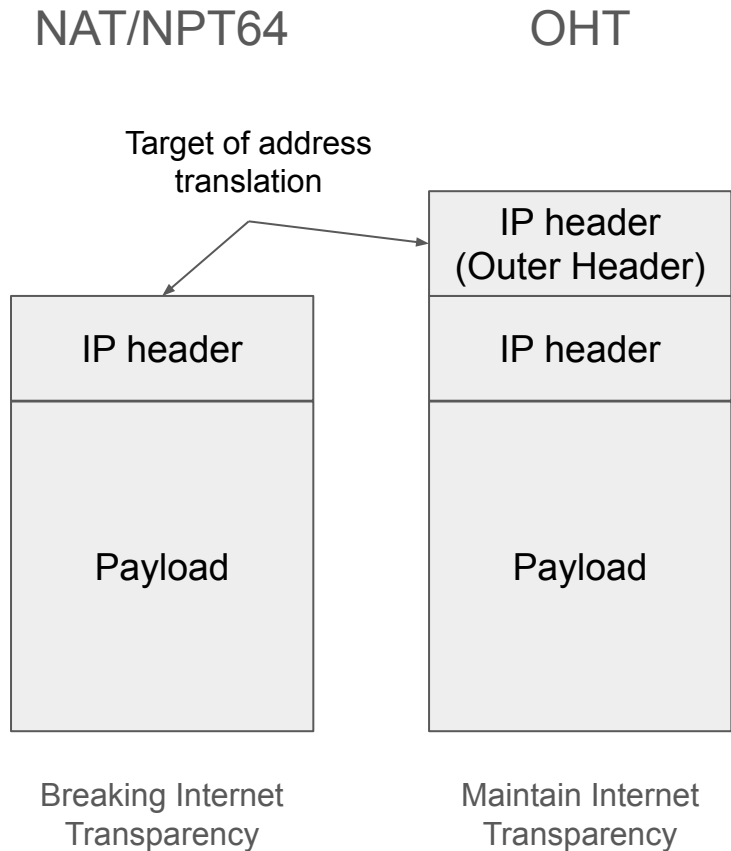 NAT/NPT64
OHT
Target of address
translation
IP header
(Outer Header)
IP header
IP header
Payload
Payload
Breaking Internet
Transparency
Maintain Internet
Transparency